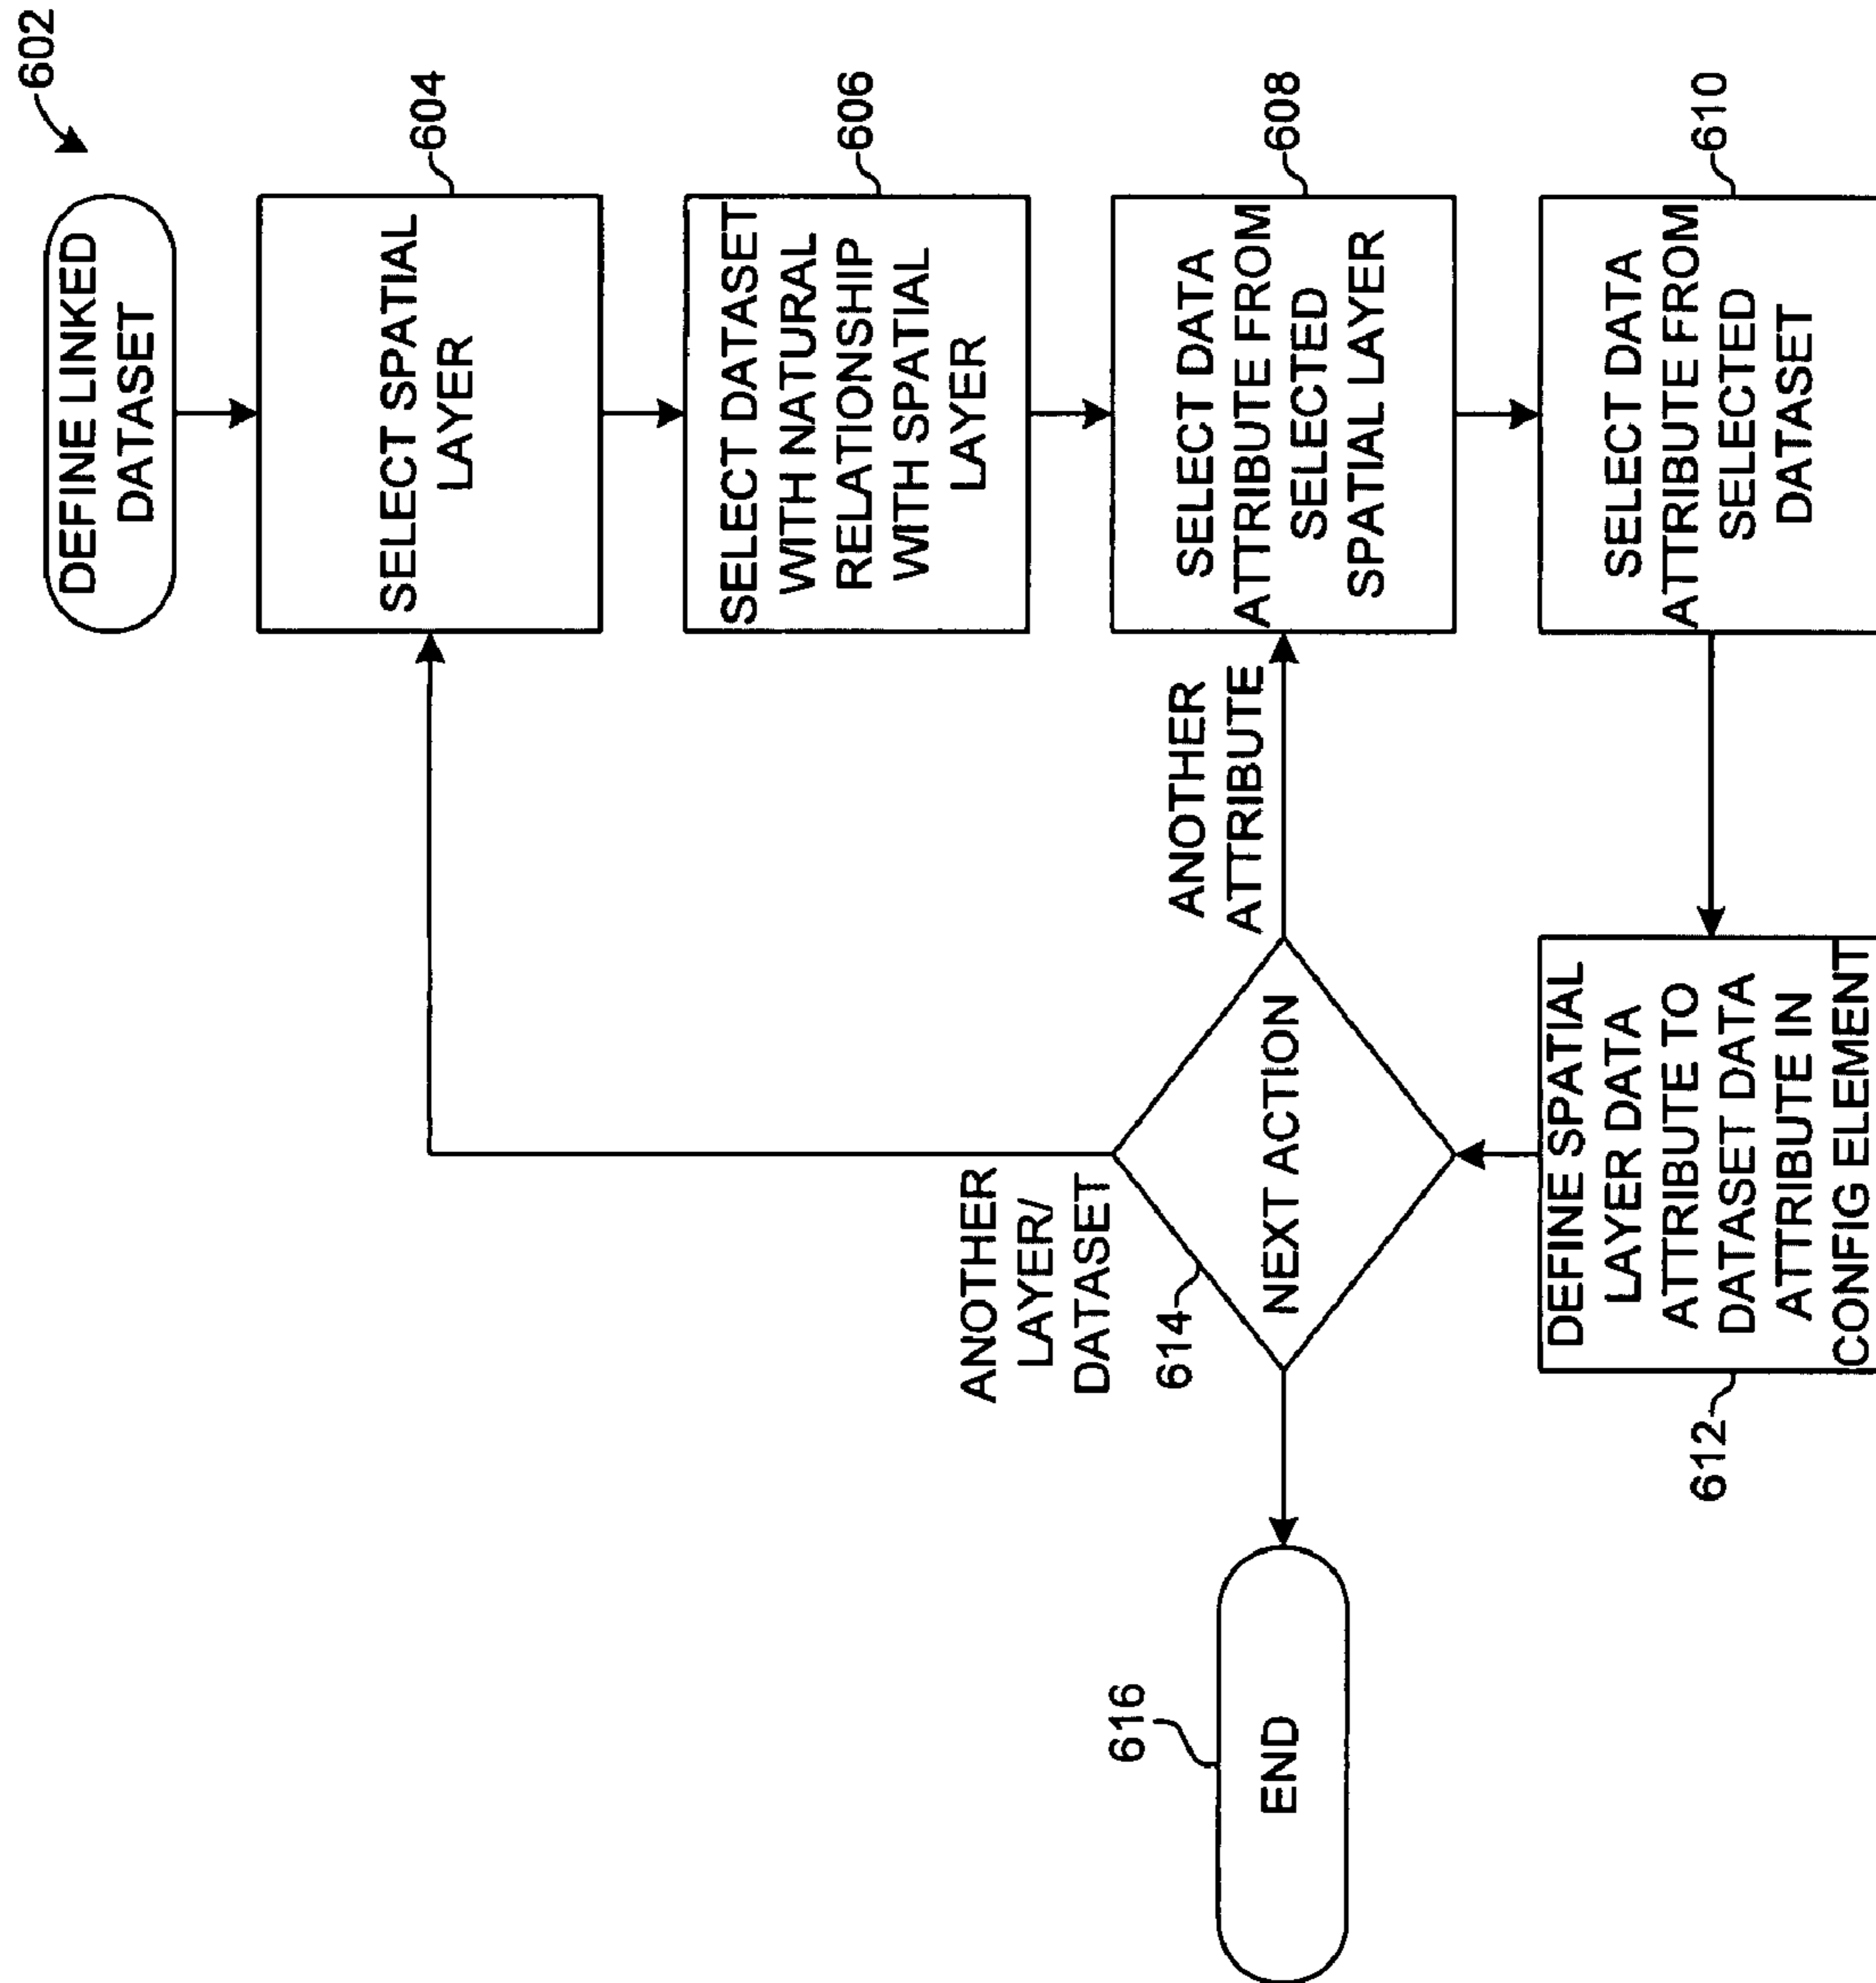 602
DEFINE LINKED
DATASET
SELECT SPATIAL
LAYER
604
SELECT DATASET
WITH NATURAL
RELATIONSHIP
WITH SPATIAL
LAYER
606
SELECT DATA
ATTRIBUTE FROM
SELECTED
SPATIAL LAYER
608
SELECT DATA
ATTRIBUTE FROM
SELECTED
DATASET
610
DEFINE SPATIAL
LAYER DATA
ATTRIBUTE TO
DATASET DATA
ATTRIBUTE IN
CONFIG ELEMENT
612
NEXT ACTION
614
ANOTHER
ATTRIBUTE
ANOTHER
LAYER/
DATASET
END
616